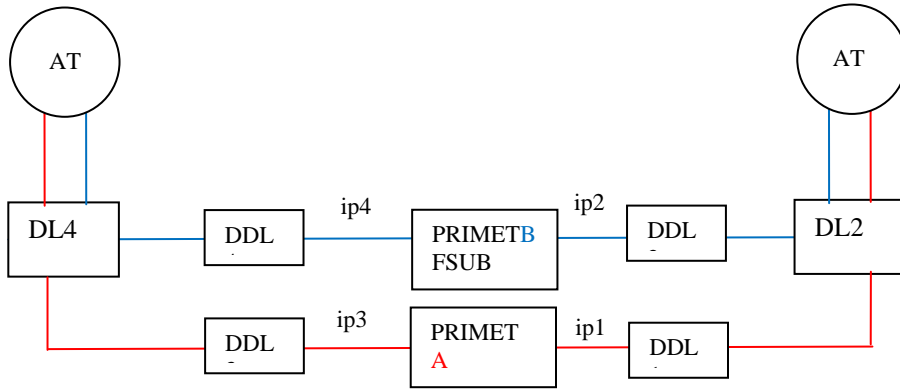 AT
AT
DL4
DDL
ip4
PRIMETB
FSUB
ip2
DDL
DL2
DDL
ip3
PRIMET
A
ip1
DDL